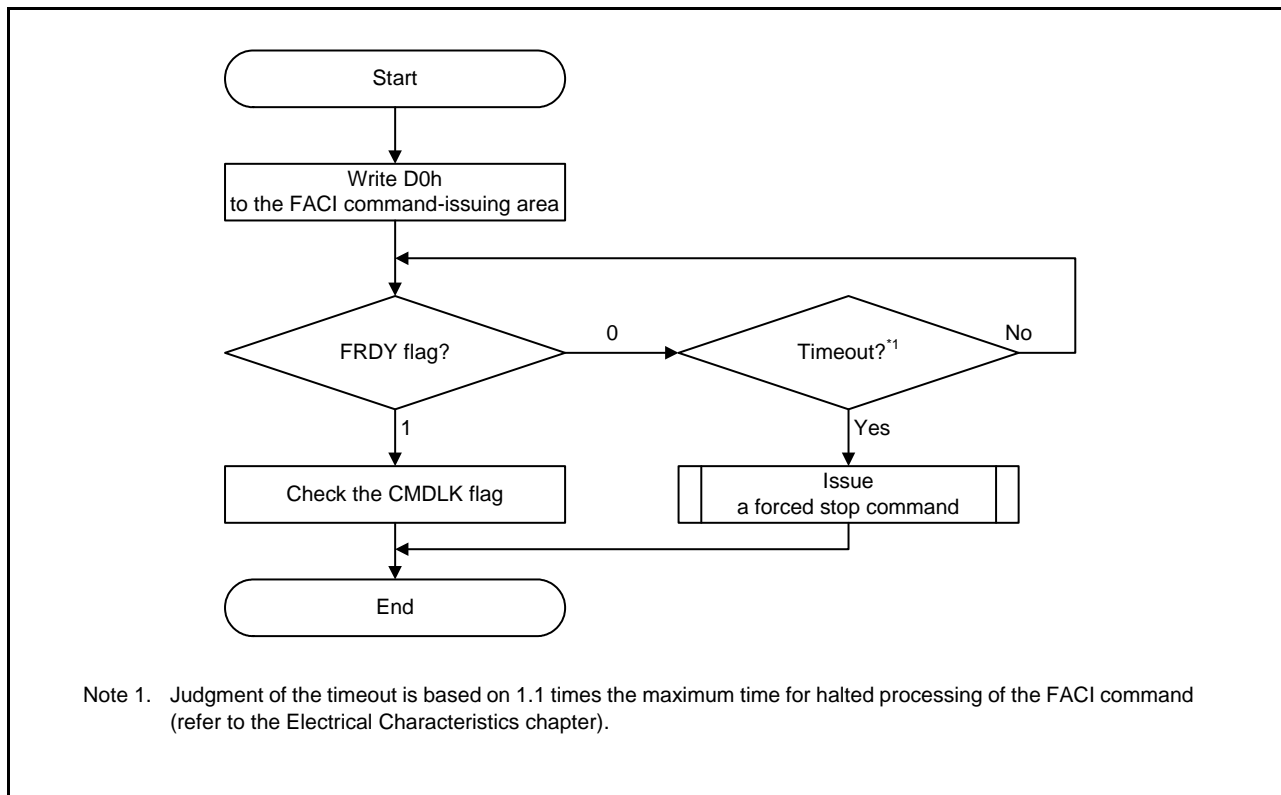 Start
Write D0h
to the FACI command-issuing area
FRDY flag?
0
Timeout?*1
No
1
Yes
Check the CMDLK flag
Issue
a forced stop command
End
Note 1. Judgment of the timeout is based on 1.1 times the maximum time for halted processing of the FACI command
(refer to the Electrical Characteristics chapter).